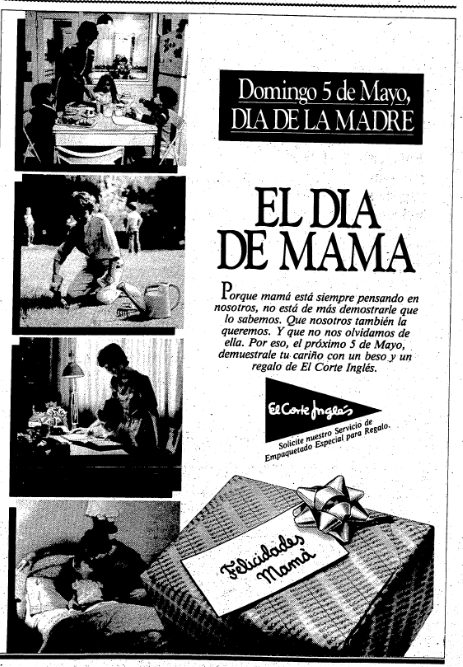 Domingo 5 de Mayo,
DIA DE LA MADRE
EL DIA
DE MAMA
Porque mamá está siempre pensando en
nosotros, no está de más demostrarle que
lo sabemos. Que nosotros también la
queremos. Y que no nos olvidamos de
ella. Por eso, el próximo 5 de Mayo,
demuestrale tu cariño con un beso y un
regalo de El Corte Inglés.
El Corte Inglés
Solicite nuestro Servicio de
Empaquetado Especial para Regalo.
Felicidades
Mamá